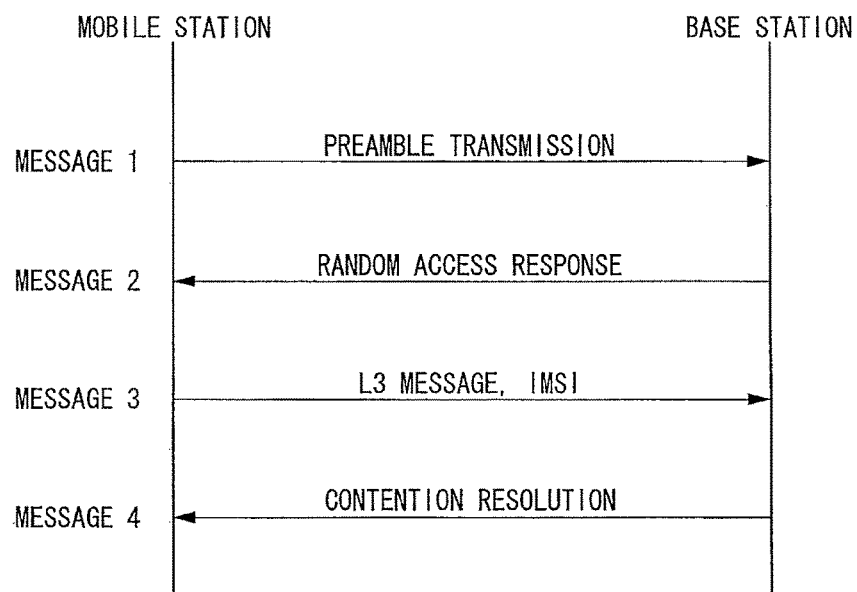 MOBILE STATION
BASE STATION
MESSAGE 1
PREAMBLE TRANSMISSION
MESSAGE 2
RANDOM ACCESS RESPONSE
MESSAGE 3
L3 MESSAGE, IMSI
MESSAGE 4
CONTENTION RESOLUTION